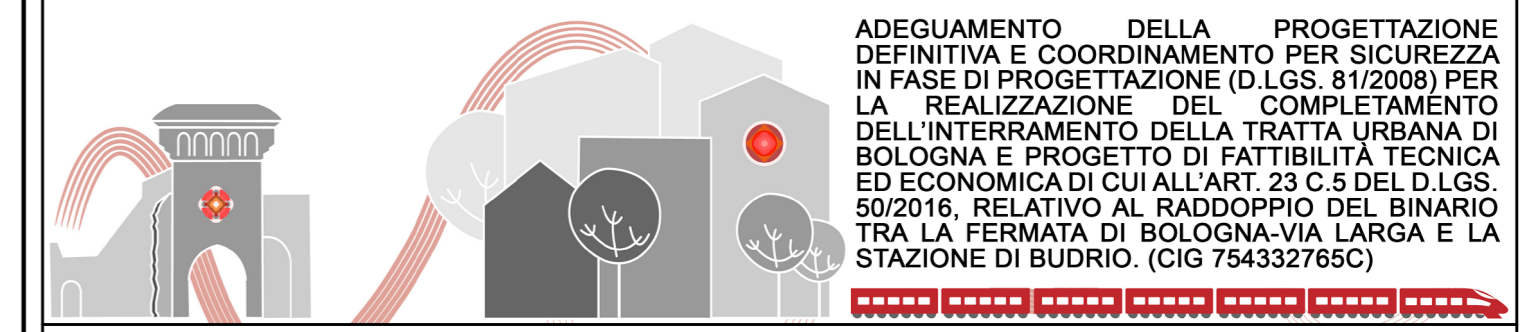 ADEGUAMENTO DELLA PROGETTAZIONE
DEFINITIVA E COORDINAMENTO PER SICUREZZA
IN FASE DI PROGETTAZIONE (D.LGS. 81/2008) PER
LA REALIZZAZIONE DEL COMPLETAMENTO
DELL'INTERRAMENTO DELLA TRATTA URBANA DI
BOLOGNA E PROGETTO DI FATTIBILITÀ TECNICA
ED ECONOMICA DI CUI ALL'ART. 23 C.5 DEL D.LGS.
50/2016, RELATIVO AL RADDOPPIO DEL BINARIO
TRA LA FERMATA DI BOLOGNA-VIA LARGA E LA
STAZIONE DI BUDRIO. (CIG 754332765C)